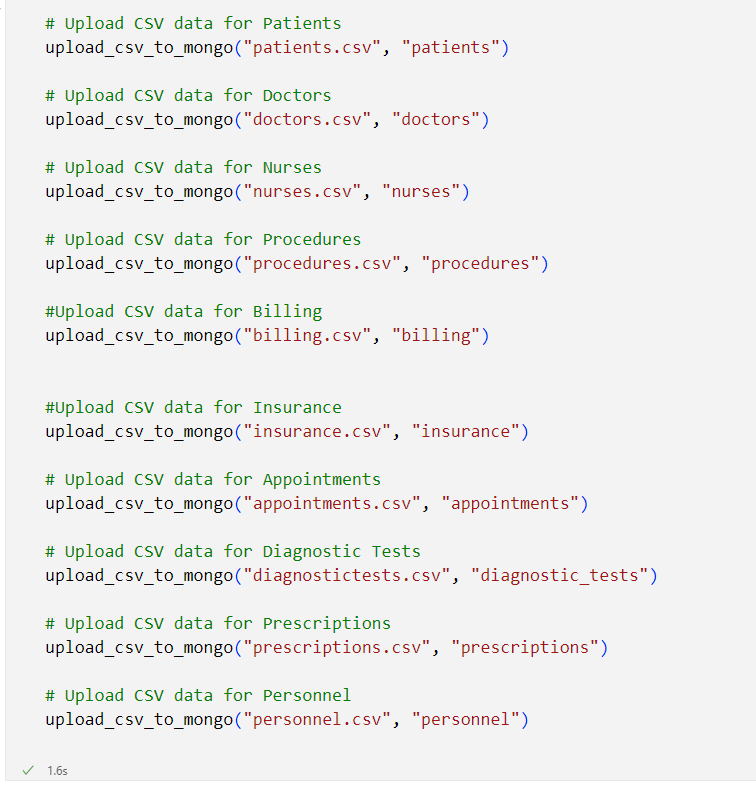 # Upload CSV data for Patients
upload_csv_to_mongo("patients.csv", "patients")
# Upload CSV data for Doctors
upload_csv_to_mongo("doctors.csv", "doctors")
# Upload CSV data for Nurses
upload_csv_to_mongo("nurses.csv", "nurses")
# Upload CSV data for Procedures
upload_csv_to_mongo("procedures.csv", "procedures")
#Upload CSV data for Billing
upload_csv_to_mongo("billing.csv", "billing")
#Upload CSV data for Insurance
upload_csv_to_mongo("insurance.csv", "insurance")
# Upload CSV data for Appointments
upload_csv_to_mongo("appointments.csv", "appointments")
# Upload CSV data for Diagnostic Tests
upload_csv_to_mongo("diagnostictests.csv", "diagnostic_tests")
# Upload CSV data for Prescriptions
upload_csv_to_mongo("prescriptions.csv", "prescriptions")
# Upload CSV data for Personnel
upload_csv_to_mongo("personnel.csv", "personnel")
✓ 1.6s